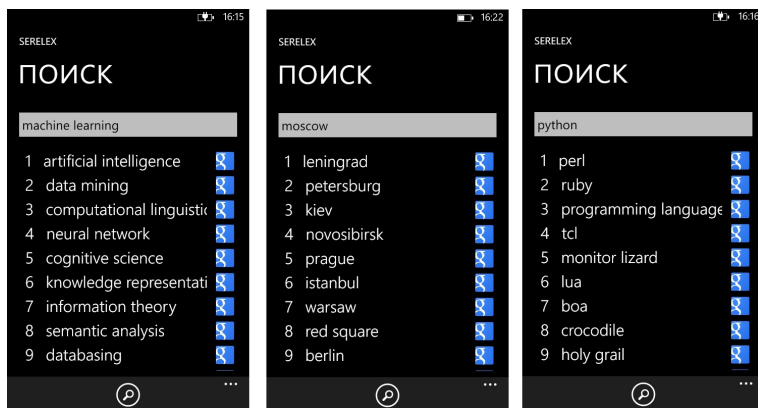 16:15
SERELEX
ПОИСК
machine learning
1 artificial intelligence
2 data mining
3 computational linguistic
4 neural network
5 cognitive science
6 knowledge representati
7 information theory
8 semantic analysis
9 databasing
16:22
SERELEX
ПОИСК
moscow
1 leningrad
2 petersburg
3 kiev
4 novosibirsk
5 prague
6 istanbul
7 warsaw
8 red square
9 berlin
16:16
SERELEX
ПОИСК
python
1 perl
2 ruby
3 programming language
4 tcl
5 monitor lizard
6 lua
7 boa
8 crocodile
9 holy grail